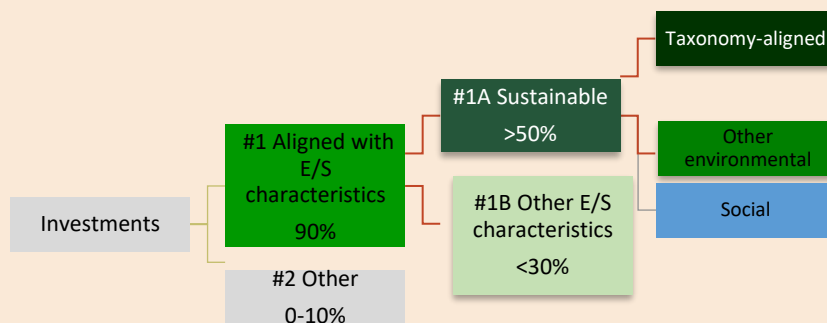 Taxonomy-aligned
#1A Sustainable
>50%
#1 Aligned with
E/S
characteristics
90%
Other
environmental
#1B Other E/S
characteristics
<30%
Social
Investments
#2 Other
0-10%